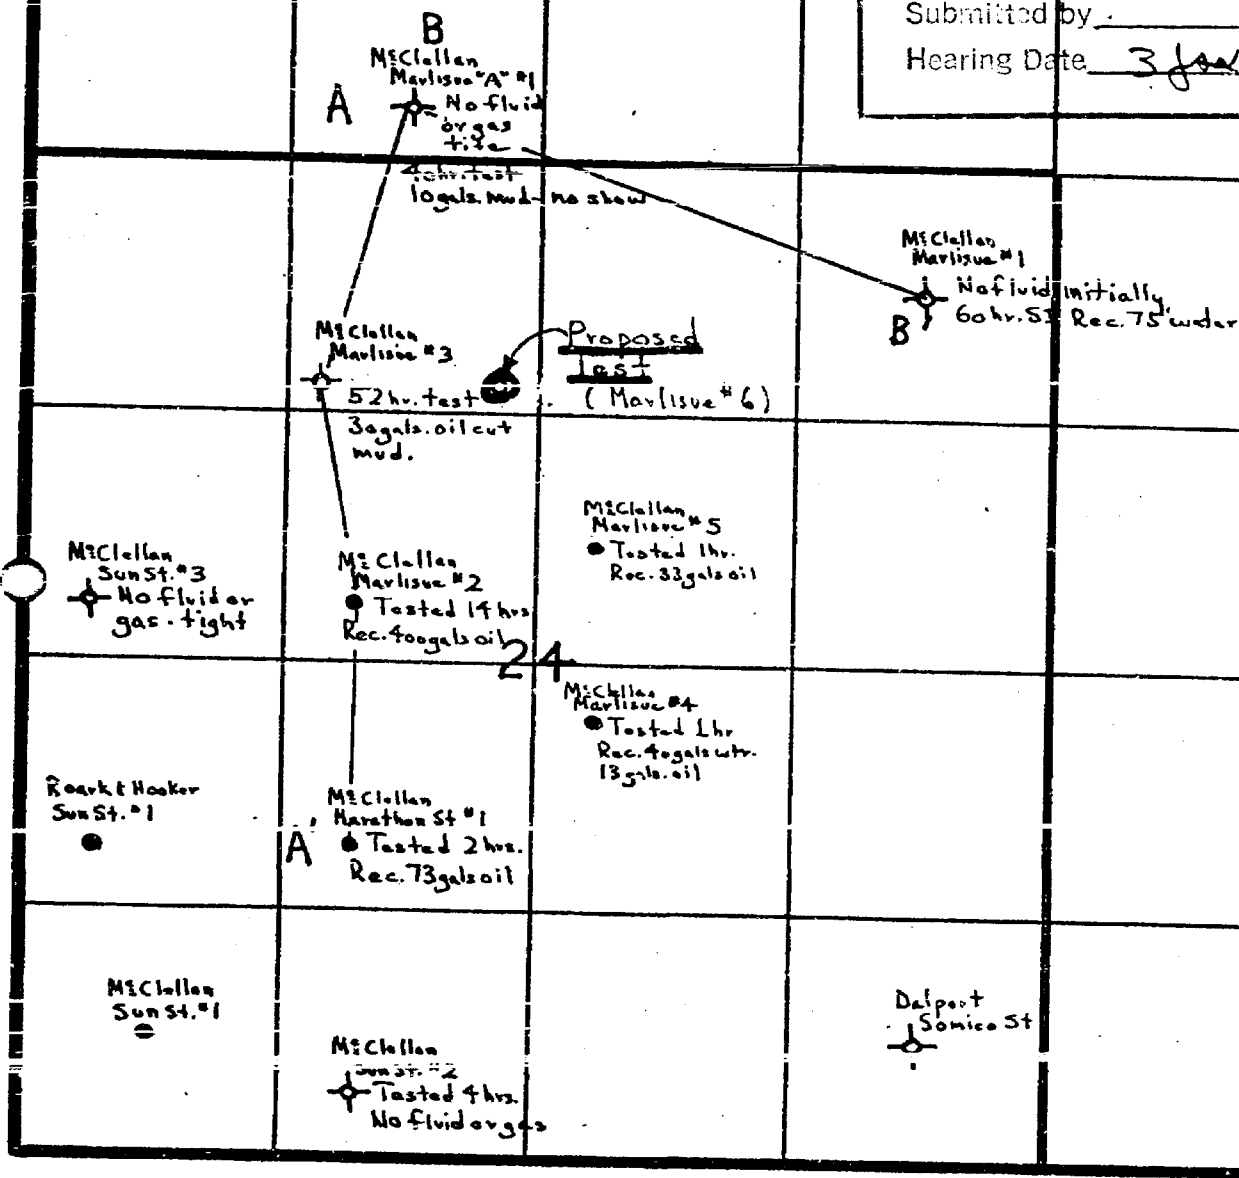 Submitted by
Hearing Date 3 Jan
B
McClellan
Marlisue "A" #1
A
No fluid
or gas
tite
4 hr. test
10 gals. mud - no show
McClellan
Marlisue #1
No fluid initially
60 hr. SI Rec. 75' water
B'
McClellan
Marlisue #3
52 hr. test
30 gals. oil cut
mud.
Proposed
Test
(Marlisue #6)
McClellan
Marlisue #5
Tested 1hr.
Rec. 33 gals oil
McClellan
Sun St. #3
No fluid or
gas - tight
McClellan
Marlisue #2
Tested 14 hrs
Rec. 400 gals oil
24
McClellan
Marlisue #4
Tested 1 hr
Rec. 40 gals wtr.
13 gals. oil
Roark & Hooker
Sun St. #1
McClellan
Marathon St #1
A'
Tested 2 hrs.
Rec. 73 gals oil
McClellan
Sun St. #1
McClellan
Sun St. #2
Tested 4 hrs.
No fluid or gas
Dalport
Sonico St